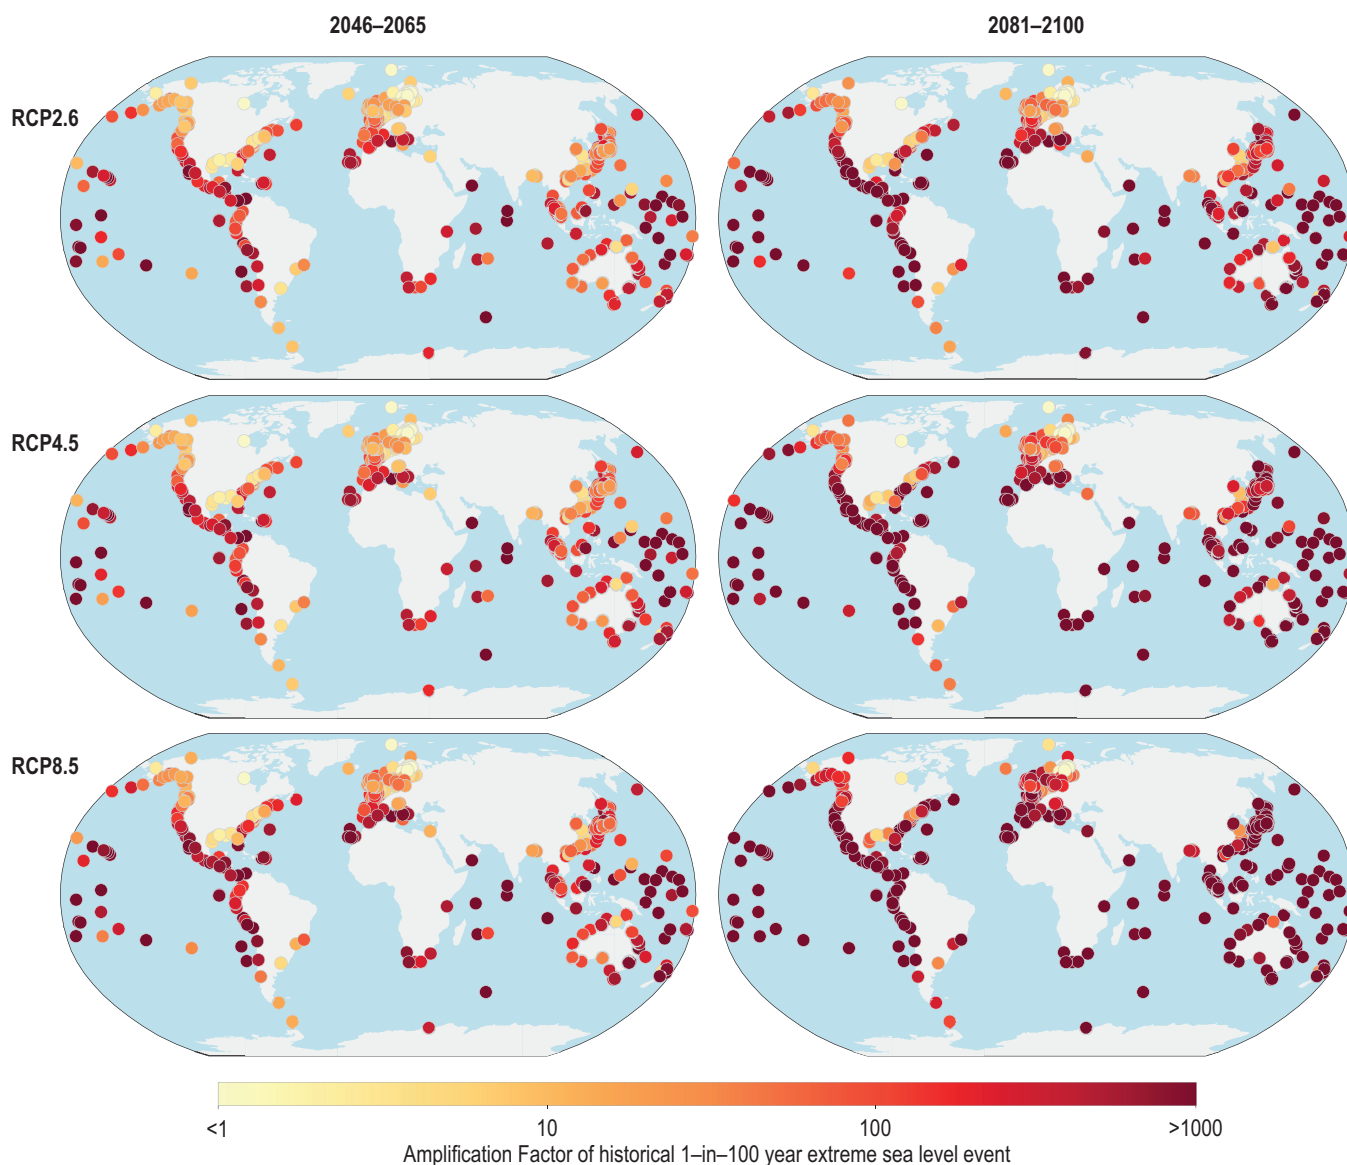 2046–2065
2081–2100
RCP2.6
RCP4.5
RCP8.5
<1
10
100
>1000
Amplification Factor of historical 1–in–100 year extreme sea level event